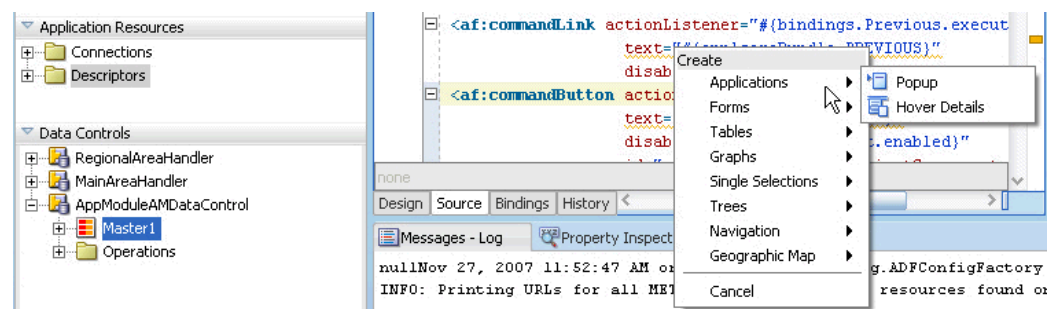 Application Resources
Connections
Descriptors
Data Controls
RegionalAreaHandler
MainAreaHandler
AppModuleAMDataControl
Master1
Operations
<af:commandLink actionListener="#{bindings.Previous.execut
text= PREVIOUS}"
disab
<af:commandButton actio
text=
disab .enabled}"
none
Design Source Bindings History
Create
Applications
Forms
Tables
Graphs
Single Selections
Trees
Navigation
Geographic Map
Cancel
Popup
Hover Details
Messages - Log Property Inspect
nullNov 27, 2007 11:52:47 AM or g.ADFConfigFactory
INFO: Printing URLs for all MET resources found or